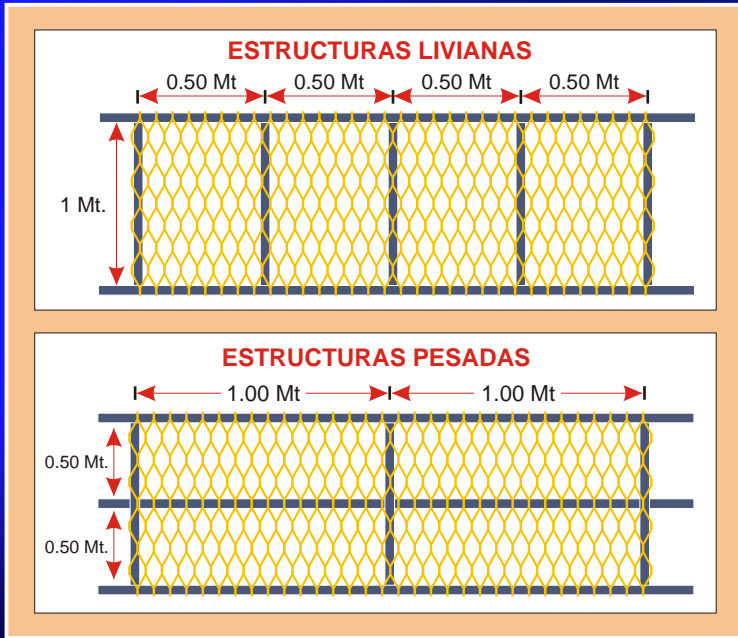 ESTRUCTURAS LIVIANAS
0.50 Mt 0.50 Mt 0.50 Mt 0.50 Mt
1 Mt.
ESTRUCTURAS PESADAS
1.00 Mt 1.00 Mt
0.50 Mt.
0.50 Mt.